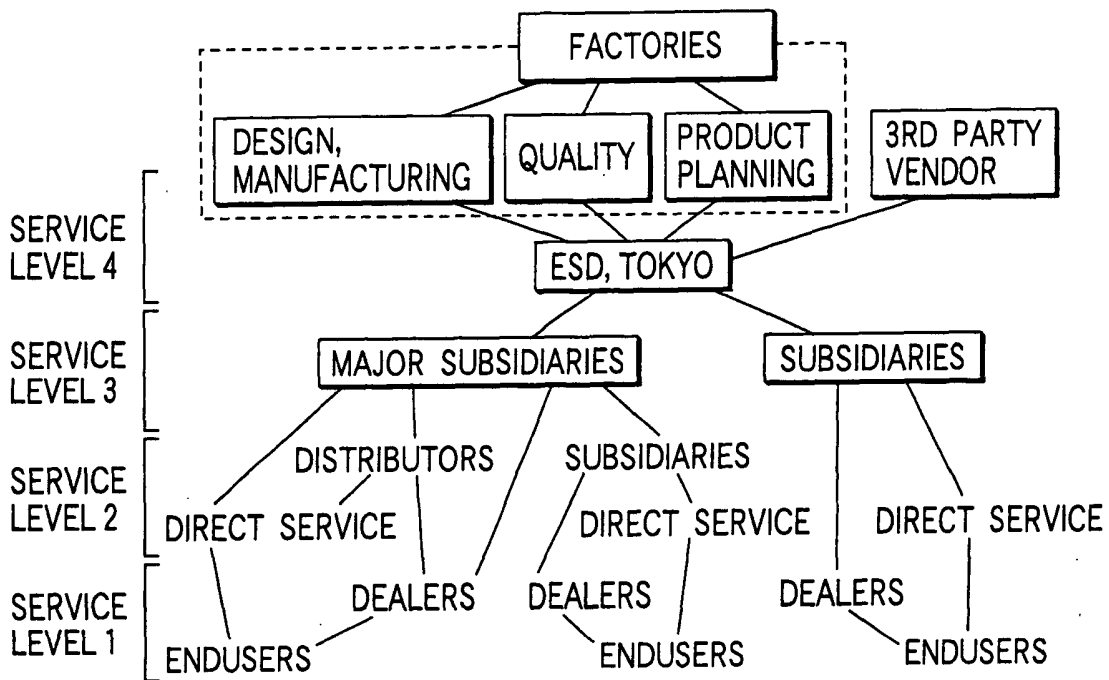 FACTORIES
DESIGN,
MANUFACTURING
QUALITY
PRODUCT
PLANNING
3RD PARTY
VENDOR
SERVICE
LEVEL 4
ESD, TOKYO
SERVICE
LEVEL 3
MAJOR SUBSIDIARIES
SUBSIDIARIES
SERVICE
LEVEL 2
DISTRIBUTORS
SUBSIDIARIES
DIRECT SERVICE
DIRECT SERVICE
DIRECT SERVICE
SERVICE
LEVEL 1
DEALERS
DEALERS
DEALERS
ENDUSERS
ENDUSERS
ENDUSERS